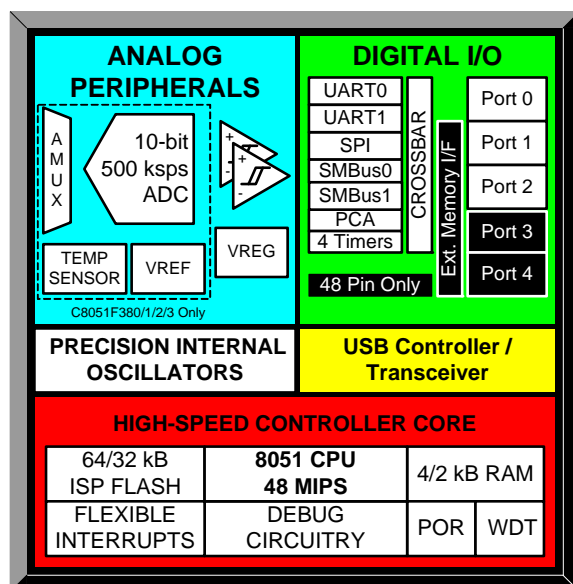 ANALOG
PERIPHERALS
A
M
U
X
10-bit
500 ksps
ADC
+
-
+
-
TEMP
SENSOR
VREF
VREG
C8051F380/1/2/3 Only
DIGITAL I/O
UART0
UART1
SPI
SMBus0
SMBus1
PCA
4 Timers
CROSSBAR
Ext. Memory I/F
Port 0
Port 1
Port 2
Port 3
Port 4
48 Pin Only
PRECISION INTERNAL
OSCILLATORS
USB Controller /
Transceiver
HIGH-SPEED CONTROLLER CORE
64/32 kB
ISP FLASH
8051 CPU
48 MIPS
4/2 kB RAM
FLEXIBLE
INTERRUPTS
DEBUG
CIRCUITRY
POR
WDT